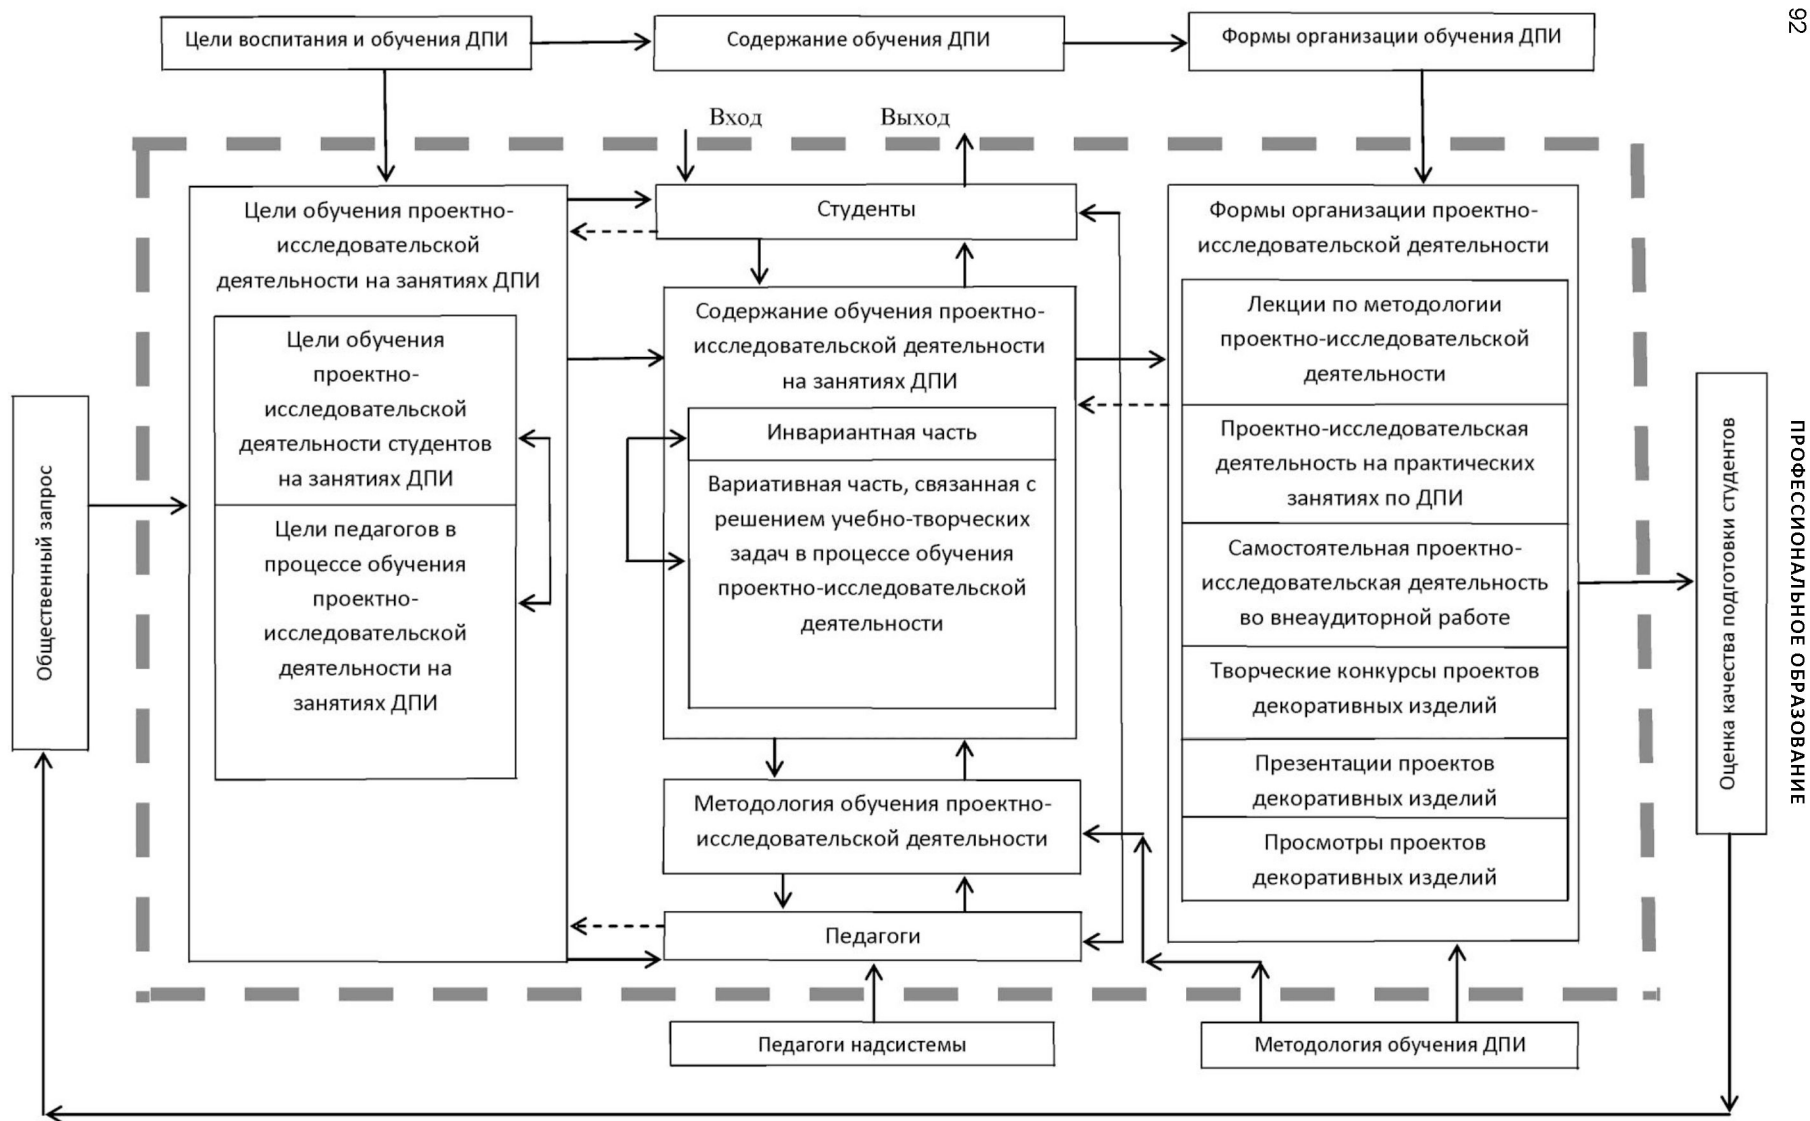 92
ПРОФЕССИОНАЛЬНОЕ ОБРАЗОВАНИЕ
Цели воспитания и обучения ДПИ
Содержание обучения ДПИ
Формы организации обучения ДПИ
Вход
Выход
Общественный запрос
Цели обучения проектно-
исследовательской
деятельности на занятиях ДПИ
Цели обучения
проектно-
исследовательской
деятельности студентов
на занятиях ДПИ
Цели педагогов в
процессе обучения
проектно-
исследовательской
деятельности на
занятиях ДПИ
Студенты
Содержание обучения проектно-
исследовательской деятельности
на занятиях ДПИ
Инвариантная часть
Вариативная часть, связанная с
решением учебно-творческих
задач в процессе обучения
проектно-исследовательской
деятельности
Методология обучения проектно-
исследовательской деятельности
Педагоги
Формы организации проектно-
исследовательской деятельности
Лекции по методологии
проектно-исследовательской
деятельности
Проектно-исследовательская
деятельность на практических
занятиях по ДПИ
Самостоятельная проектно-
исследовательская деятельность
во внеаудиторной работе
Творческие конкурсы проектов
декоративных изделий
Презентации проектов
декоративных изделий
Просмотры проектов
декоративных изделий
Оценка качества подготовки студентов
Педагоги надсистемы
Методология обучения ДПИ